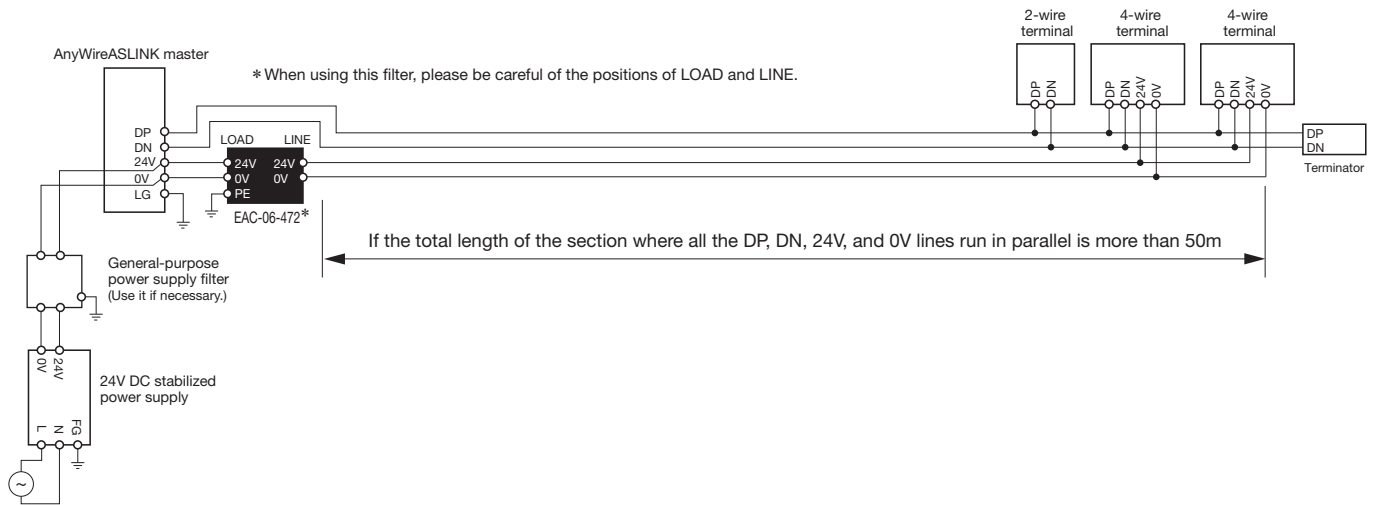 2-wire
terminal
4-wire
terminal
4-wire
terminal
AnyWireASLINK master
* When using this filter, please be careful of the positions of LOAD and LINE.
DP
DN
DP
DN
24V
0V
DP
DN
24V
0V
DP
DN
24V
0V
LG
LOAD
LINE
24V
24V
0V
0V
PE
EAC-06-472*
DP
DN
Terminator
If the total length of the section where all the DP, DN, 24V, and 0V lines run in parallel is more than 50m
General-purpose
power supply filter
(Use it if necessary.)
0V
24V
24V DC stabilized
power supply
L
N
FG
~